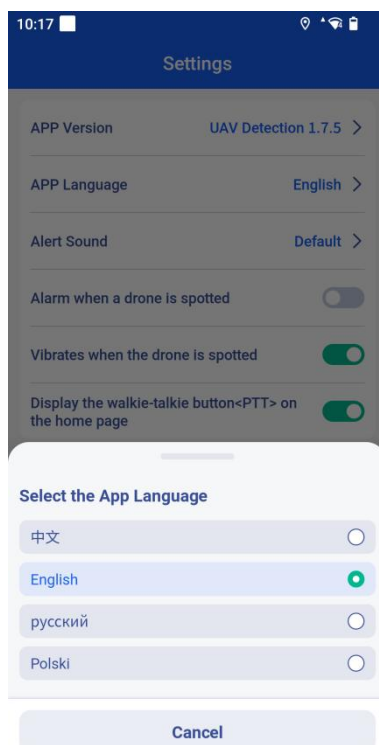 10:17
Settings
APP Version UAV Detection 1.7.5
APP Language English
Alert Sound Default
Alarm when a drone is spotted
Vibrates when the drone is spotted
Display the walkie-talkie button<PTT> on
the home page
Select the App Language
中文
English
русский
Polski
Cancel